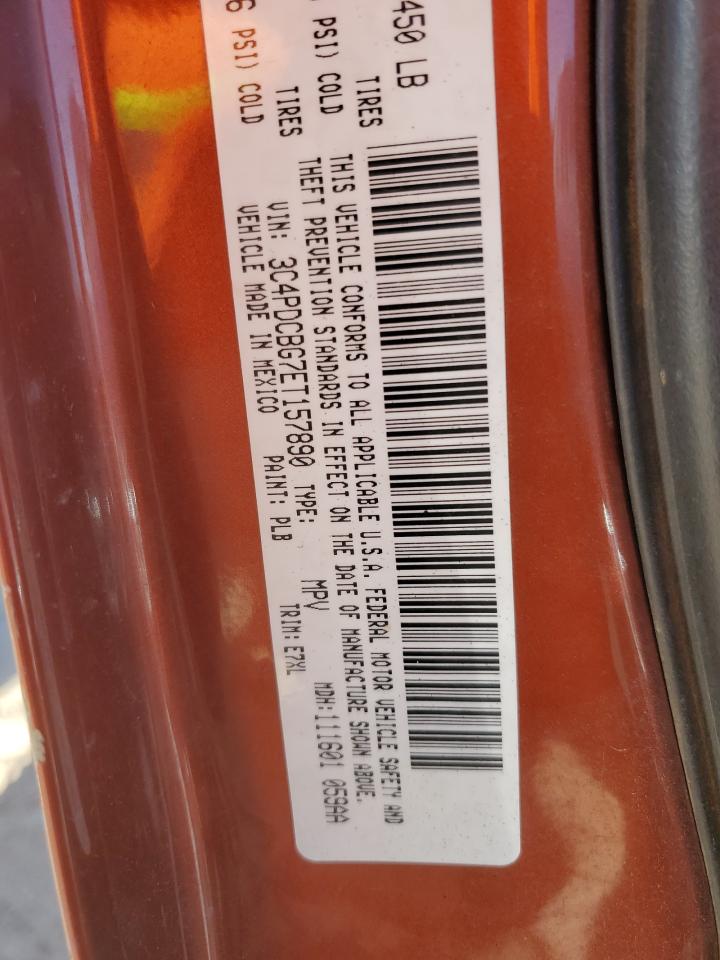 450 LB
TIRES
PSI) COLD
TIRES
6 PSI) COLD
THIS VEHICLE CONFORMS TO ALL APPLICABLE U.S.A. FEDERAL MOTOR VEHICLE SAFETY AND
THEFT PREVENTION STANDARDS IN EFFECT ON THE DATE OF MANUFACTURE SHOWN ABOVE.
VIN: 3C4PDCBG7ET157890 TYPE: MPV MDH:111601 059AA
VEHICLE MADE IN MEXICO PAINT: PLB TRIM: E7XL